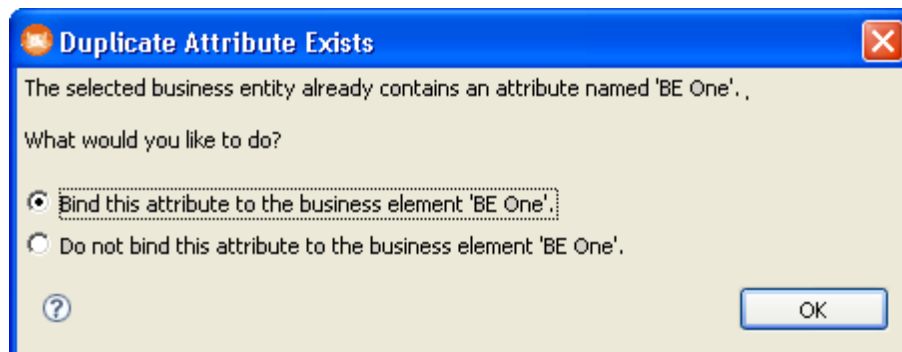 Duplicate Attribute Exists
The selected business entity already contains an attribute named 'BE One'. ,
What would you like to do?
Bind this attribute to the business element 'BE One'.
Do not bind this attribute to the business element 'BE One'.
?
OK